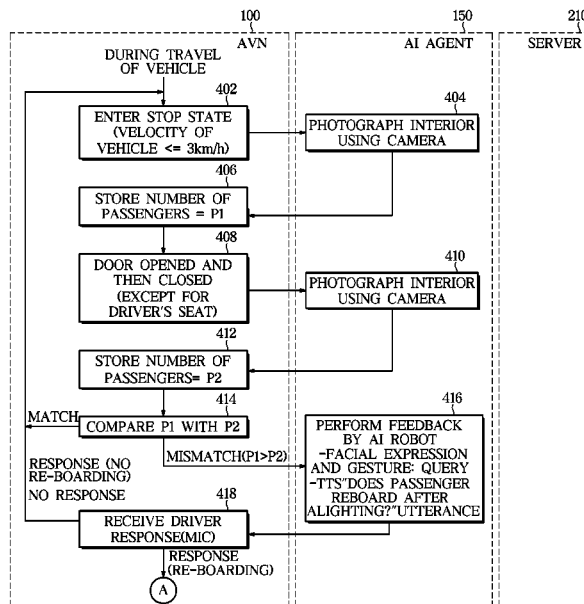 100
150
210
AVN
AI AGENT
SERVER
DURING TRAVEL
OF VEHICLE
402
ENTER STOP STATE
(VELOCITY OF
VEHICLE <= 3km/h)
404
PHOTOGRAPH INTERIOR
USING CAMERA
406
STORE NUMBER OF
PASSENGERS = P1
408
DOOR OPENED AND
THEN CLOSED
(EXCEPT FOR
DRIVER'S SEAT)
410
PHOTOGRAPH INTERIOR
USING CAMERA
412
STORE NUMBER OF
PASSENGERS= P2
414
MATCH
COMPARE P1 WITH P2
MISMATCH(P1>P2)
416
PERFORM FEEDBACK
BY AI ROBOT
-FACIAL EXPRESSION
AND GESTURE: QUERY
-TTS"DOES PASSENGER
REBOARD AFTER
ALIGHTING?"UTTERANCE
RESPONSE (NO
RE-BOARDING)
NO RESPONSE
418
RECEIVE DRIVER
RESPONSE(MIC)
RESPONSE
(RE-BOARDING)
A